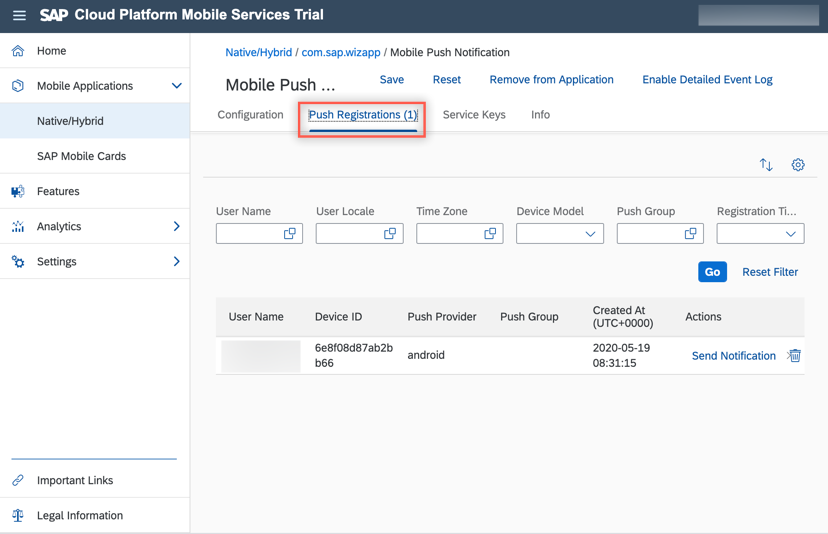 SAP Cloud Platform Mobile Services Trial
Home
Mobile Applications
Native/Hybrid
SAP Mobile Cards
Features
Analytics
Settings
Important Links
Legal Information
Native/Hybrid / com.sap.wizapp / Mobile Push Notification
Mobile Push ... Save Reset Remove from Application Enable Detailed Event Log
Configuration Push Registrations (1) Service Keys Info
User Name User Locale Time Zone Device Model Push Group Registration Ti...
Go Reset Filter
User Name Device ID Push Provider Push Group Created At (UTC+0000) Actions
6e8f08d87ab2b
b66
android
2020-05-19
08:31:15
Send Notification